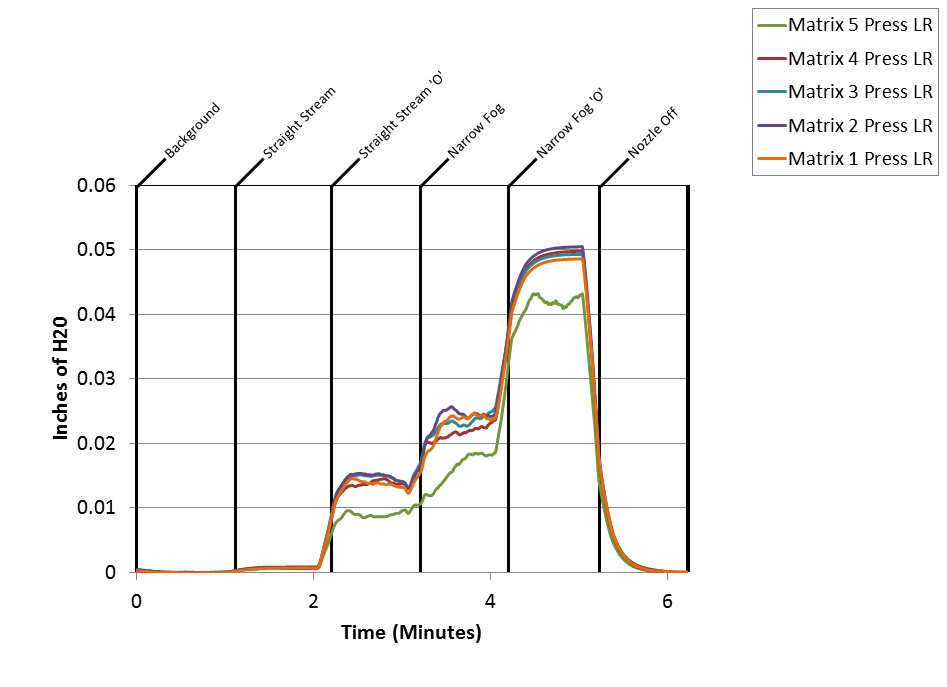 Matrix 5 Press LR
Matrix 4 Press LR
Matrix 3 Press LR
Matrix 2 Press LR
Matrix 1 Press LR
Background
Straight Stream
Straight Stream 'O'
Narrow Fog
Narrow Fog 'O'
Nozzle Off
0.06
0.05
0.04
0.03
0.02
0.01
0
Inches of H20
0 2 4 6
Time (Minutes)